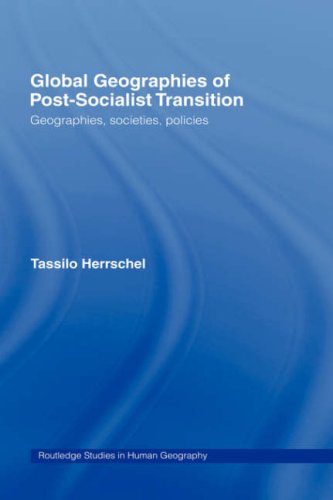 Global Geographies of
Post-Socialist Transition
Geographies, societies, policies
Tassilo Herrschel
Routledge Studies in Human Geography